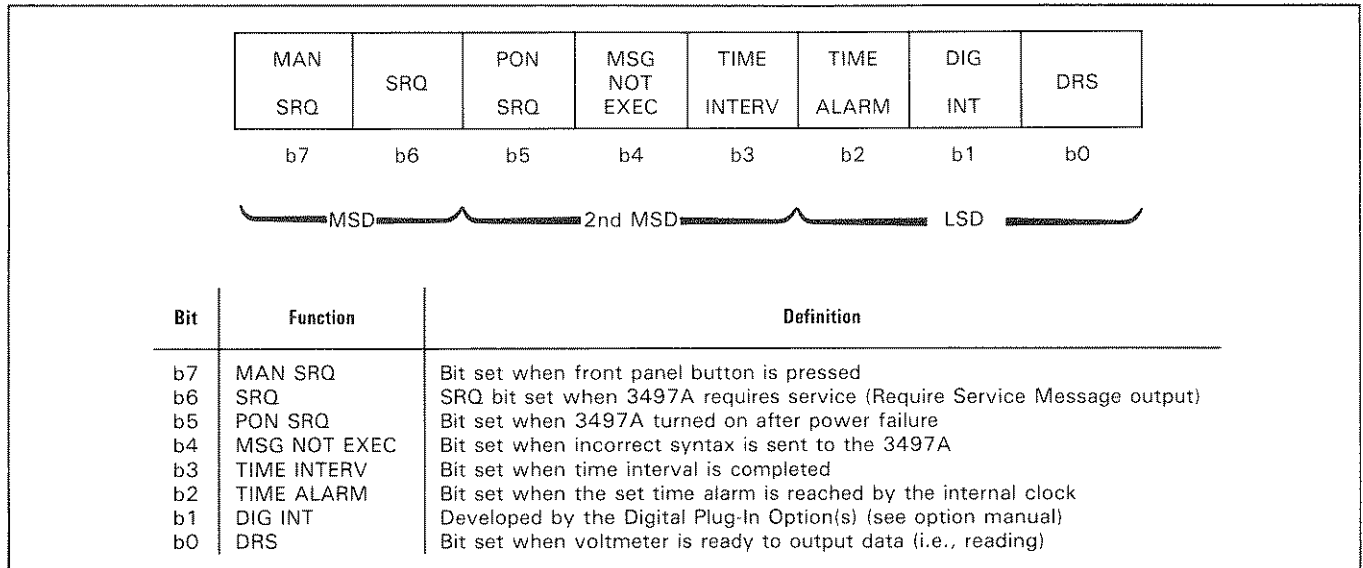 MAN SRQ
SRQ
PON SRQ
MSG NOT EXEC
TIME INTERV
TIME ALARM
DIG INT
DRS
b7 b6 b5 b4 b3 b2 b1 b0
MSD 2nd MSD LSD
Bit Function Definition
b7 MAN SRQ Bit set when front panel button is pressed
b6 SRQ SRQ bit set when 3497A requires service (Require Service Message output)
b5 PON SRQ Bit set when 3497A turned on after power failure
b4 MSG NOT EXEC Bit set when incorrect syntax is sent to the 3497A
b3 TIME INTERV Bit set when time interval is completed
b2 TIME ALARM Bit set when the set time alarm is reached by the internal clock
b1 DIG INT Developed by the Digital Plug-In Option(s) (see option manual)
b0 DRS Bit set when voltmeter is ready to output data (i.e., reading)